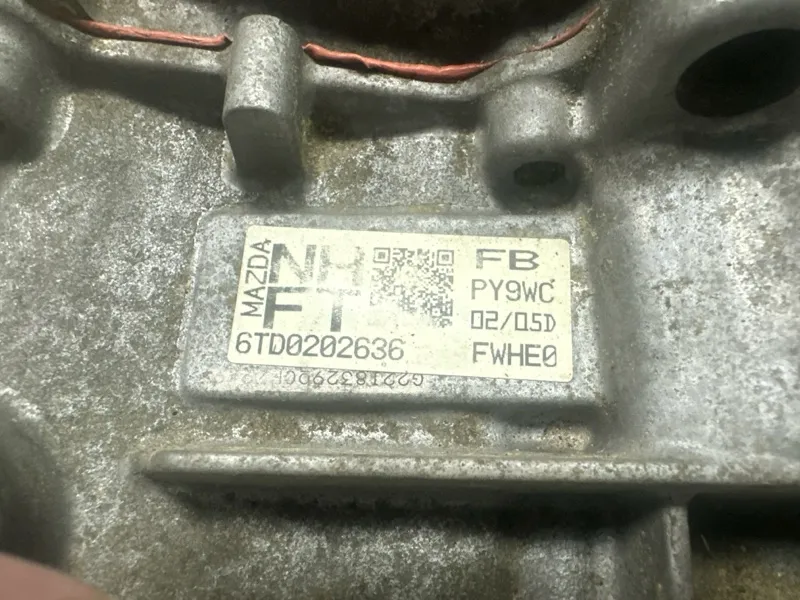 MAZDA
NH
FT
6TD0202636
FB
PY9WC
02/05D
FWHE0